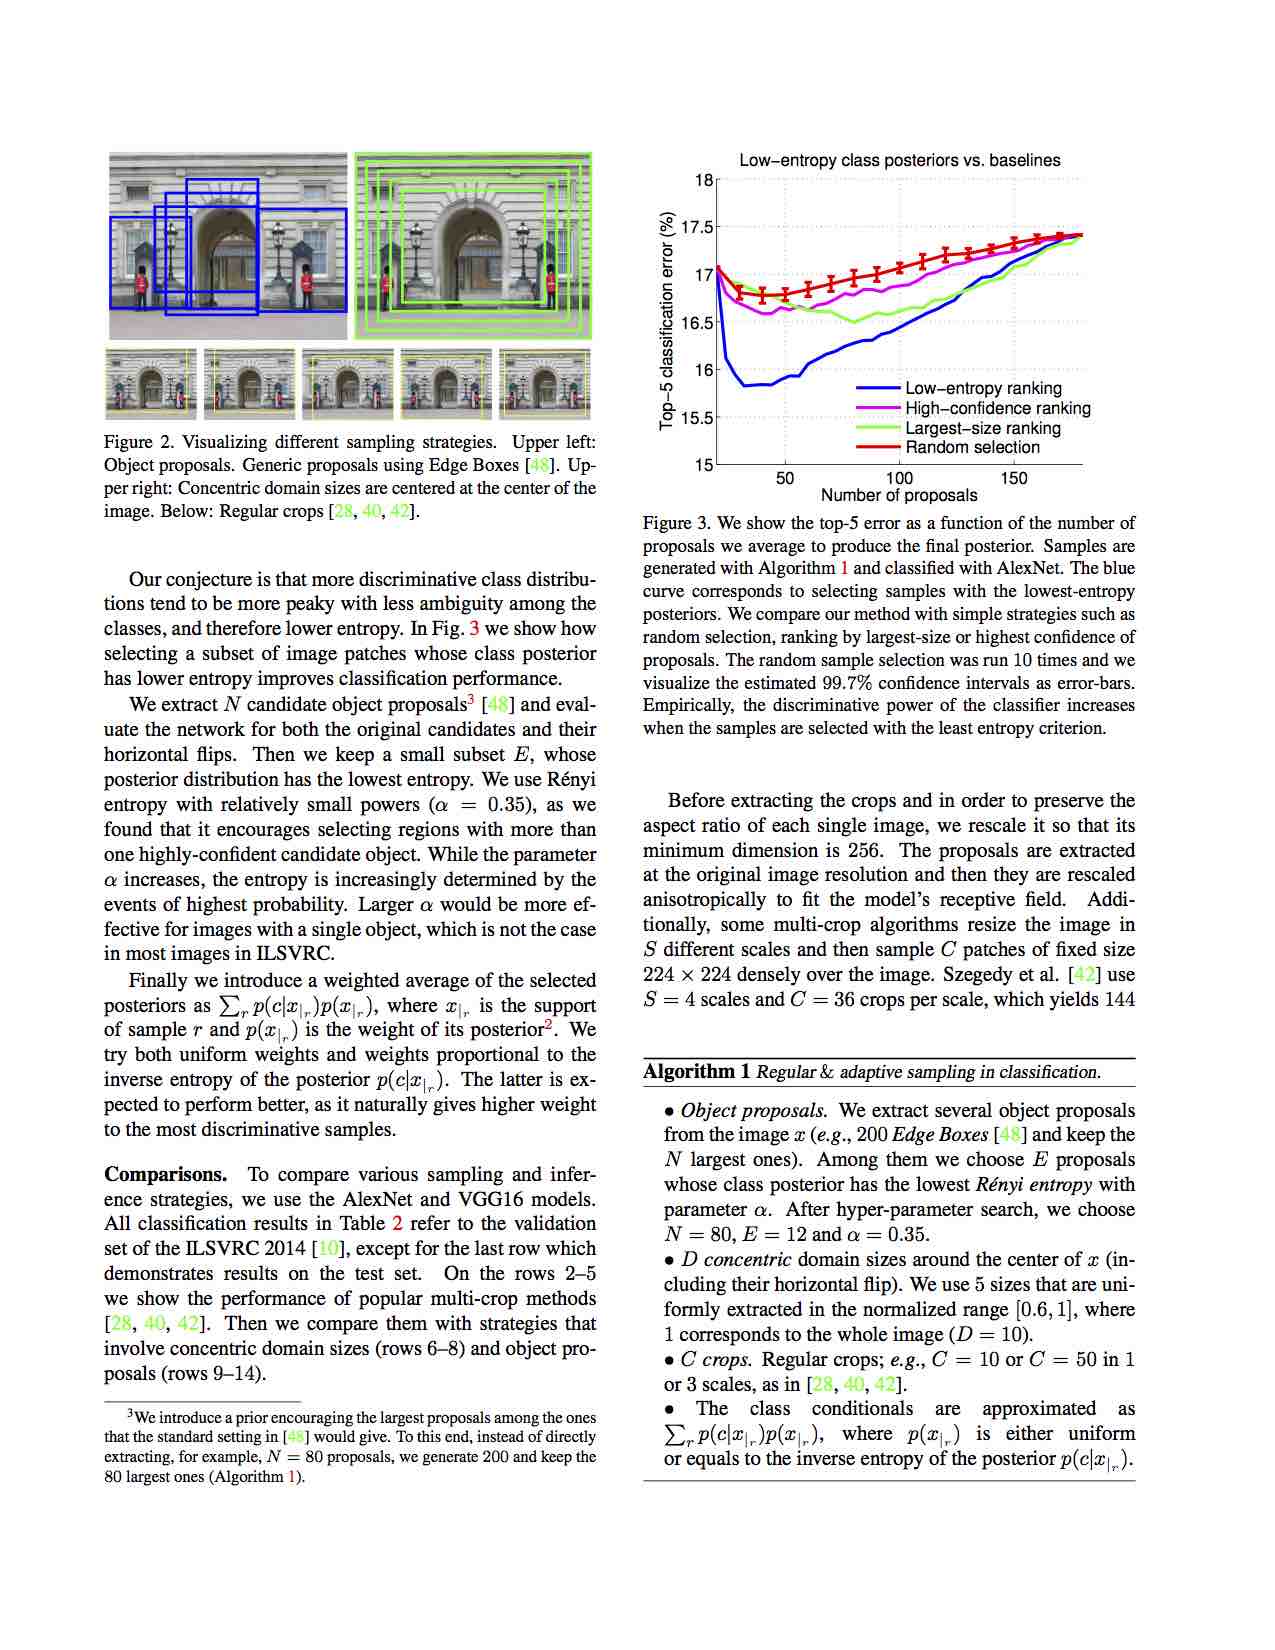 Figure 2. Visualizing different sampling strategies. Upper left:
Object proposals. Generic proposals using Edge Boxes [48]. Up-
per right: Concentric domain sizes are centered at the center of the
image. Below: Regular crops [28, 40, 42].
Our conjecture is that more discriminative class distribu-
tions tend to be more peaky with less ambiguity among the
classes, and therefore lower entropy. In Fig. 3 we show how
selecting a subset of image patches whose class posterior
has lower entropy improves classification performance.
We extract N candidate object proposals³ [48] and eval-
uate the network for both the original candidates and their
horizontal flips. Then we keep a small subset E, whose
posterior distribution has the lowest entropy. We use Rényi
entropy with relatively small powers (α = 0.35), as we
found that it encourages selecting regions with more than
one highly-confident candidate object. While the parameter
α increases, the entropy is increasingly determined by the
events of highest probability. Larger α would be more ef-
fective for images with a single object, which is not the case
in most images in ILSVRC.
Finally we introduce a weighted average of the selected
posteriors as ∑_r p(c|x_{|r})p(x_{|r}), where x_{|r} is the support
of sample r and p(x_{|r}) is the weight of its posterior². We
try both uniform weights and weights proportional to the
inverse entropy of the posterior p(c|x_{|r}). The latter is ex-
pected to perform better, as it naturally gives higher weight
to the most discriminative samples.
Comparisons. To compare various sampling and infer-
ence strategies, we use the AlexNet and VGG16 models.
All classification results in Table 2 refer to the validation
set of the ILSVRC 2014 [10], except for the last row which
demonstrates results on the test set. On the rows 2–5
we show the performance of popular multi-crop methods
[28, 40, 42]. Then we compare them with strategies that
involve concentric domain sizes (rows 6–8) and object pro-
posals (rows 9–14).
³We introduce a prior encouraging the largest proposals among the ones
that the standard setting in [48] would give. To this end, instead of directly
extracting, for example, N = 80 proposals, we generate 200 and keep the
80 largest ones (Algorithm 1).
Low−entropy class posteriors vs. baselines
18
17.5
17
16.5
16
15.5
15
Top−5 classification error (%)
Low−entropy ranking
High−confidence ranking
Largest−size ranking
Random selection
50 100 150
Number of proposals
Figure 3. We show the top-5 error as a function of the number of
proposals we average to produce the final posterior. Samples are
generated with Algorithm 1 and classified with AlexNet. The blue
curve corresponds to selecting samples with the lowest-entropy
posteriors. We compare our method with simple strategies such as
random selection, ranking by largest-size or highest confidence of
proposals. The random sample selection was run 10 times and we
visualize the estimated 99.7% confidence intervals as error-bars.
Empirically, the discriminative power of the classifier increases
when the samples are selected with the least entropy criterion.
Before extracting the crops and in order to preserve the
aspect ratio of each single image, we rescale it so that its
minimum dimension is 256. The proposals are extracted
at the original image resolution and then they are rescaled
anisotropically to fit the model's receptive field. Addi-
tionally, some multi-crop algorithms resize the image in
S different scales and then sample C patches of fixed size
224 × 224 densely over the image. Szegedy et al. [42] use
S = 4 scales and C = 36 crops per scale, which yields 144
Algorithm 1 Regular & adaptive sampling in classification.
• Object proposals. We extract several object proposals
from the image x (e.g., 200 Edge Boxes [48] and keep the
N largest ones). Among them we choose E proposals
whose class posterior has the lowest Rényi entropy with
parameter α. After hyper-parameter search, we choose
N = 80, E = 12 and α = 0.35.
• D concentric domain sizes around the center of x (in-
cluding their horizontal flip). We use 5 sizes that are uni-
formly extracted in the normalized range [0.6, 1], where
1 corresponds to the whole image (D = 10).
• C crops. Regular crops; e.g., C = 10 or C = 50 in 1
or 3 scales, as in [28, 40, 42].
• The class conditionals are approximated as
∑_r p(c|x_{|r})p(x_{|r}), where p(x_{|r}) is either uniform
or equals to the inverse entropy of the posterior p(c|x_{|r}).